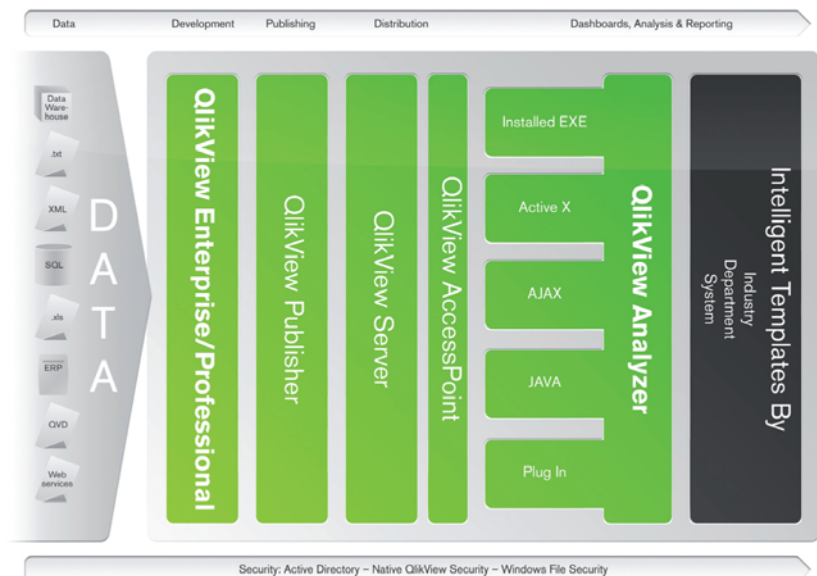 Data
Development
Publishing
Distribution
Dashboards, Analysis & Reporting
Data
Ware-
house
.txt
XML
SQL
.xls
ERP
QVD
Web
services
DATA
QlikView Enterprise/Professional
QlikView Publisher
QlikView Server
QlikView AccessPoint
Installed EXE
Active X
AJAX
JAVA
Plug In
QlikView Analyzer
Intelligent Templates By
Industry
Department
System
Security: Active Directory – Native QlikView Security – Windows File Security